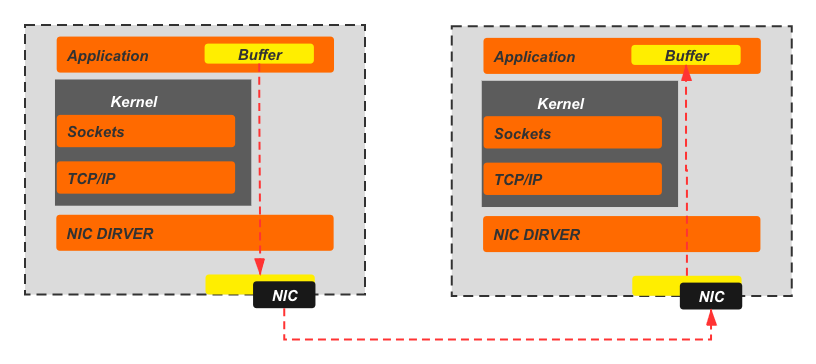 Application
Buffer
Kernel
Sockets
TCP/IP
NIC DIRVER
NIC
Application
Buffer
Kernel
Sockets
TCP/IP
NIC DIRVER
NIC